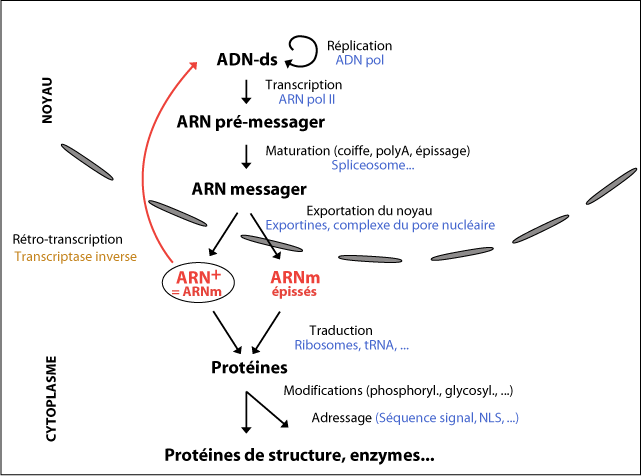 Réplication
ADN-ds
ADN pol
NOYAU
Transcription
ARN pol II
ARN pré-messager
Maturation (coiffe, polyA, épissage)
Spliceosome...
ARN messager
Exportation du noyau
Exportines, complexe du pore nucléaire
Rétro-transcription
Transcriptase inverse
ARN+
= ARNm
ARNm
épissés
Traduction
Ribosomes, tRNA, ...
Protéines
CYTOPLASME
Modifications (phosphoryl., glycosyl., ...)
Adressage (Séquence signal, NLS, ...)
Protéines de structure, enzymes...